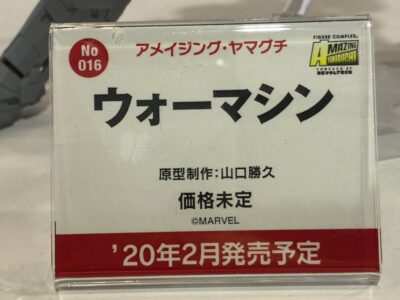 No
016
アメイジング・ヤマグチ
FIGURE COMPLEX
AMAZING
YAMAGUCHI
POWERED BY
REVOLTECH
ウォーマシン
原型制作:山口勝久
価格未定
©MARVEL
'20年2月発売予定